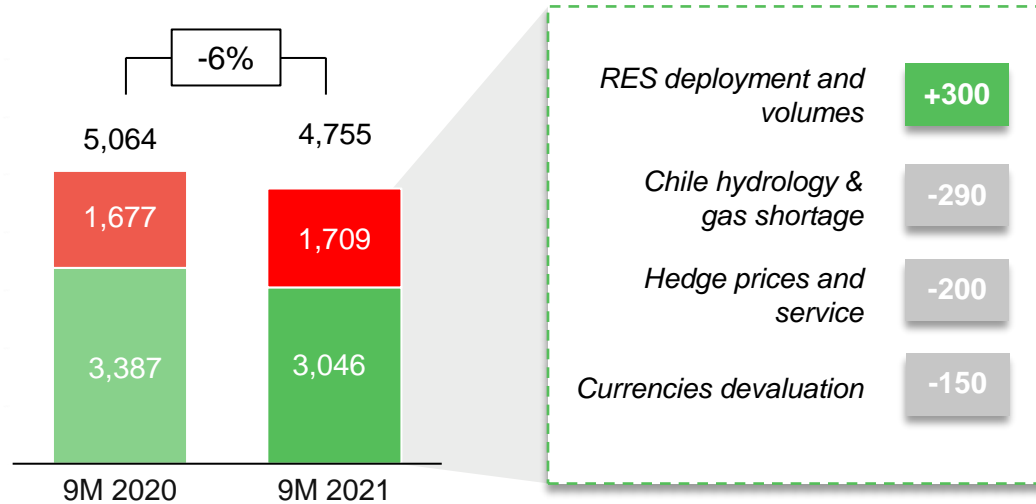 -6%
5,064
4,755
1,677
1,709
3,387
3,046
9M 2020
9M 2021
RES deployment and
volumes
+300
Chile hydrology &
gas shortage
-290
Hedge prices and
service
-200
Currencies devaluation
-150